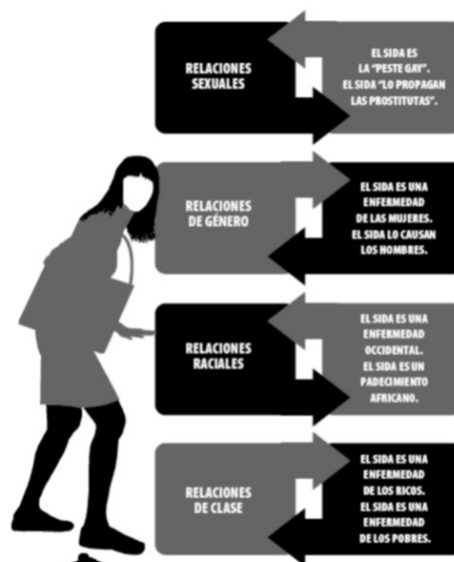 RELACIONES
SEXUALES
EL SIDA ES
LA "PESTE GAY".
EL SIDA "LO PROPAGAN
LAS PROSTITUTAS".
RELACIONES
DE GÉNERO
EL SIDA ES UNA
ENFERMEDAD
DE LAS MUJERES.
EL SIDA LO CAUSAN
LOS HOMBRES.
RELACIONES
RACIALES
EL SIDA ES UNA
ENFERMEDAD
OCCIDENTAL.
EL SIDA ES UN
PADECIMIENTO
AFRICANO.
RELACIONES
DE CLASE
EL SIDA ES UNA
ENFERMEDAD
DE LOS RICOS.
EL SIDA ES UNA
ENFERMEDAD
DE LOS POBRES.